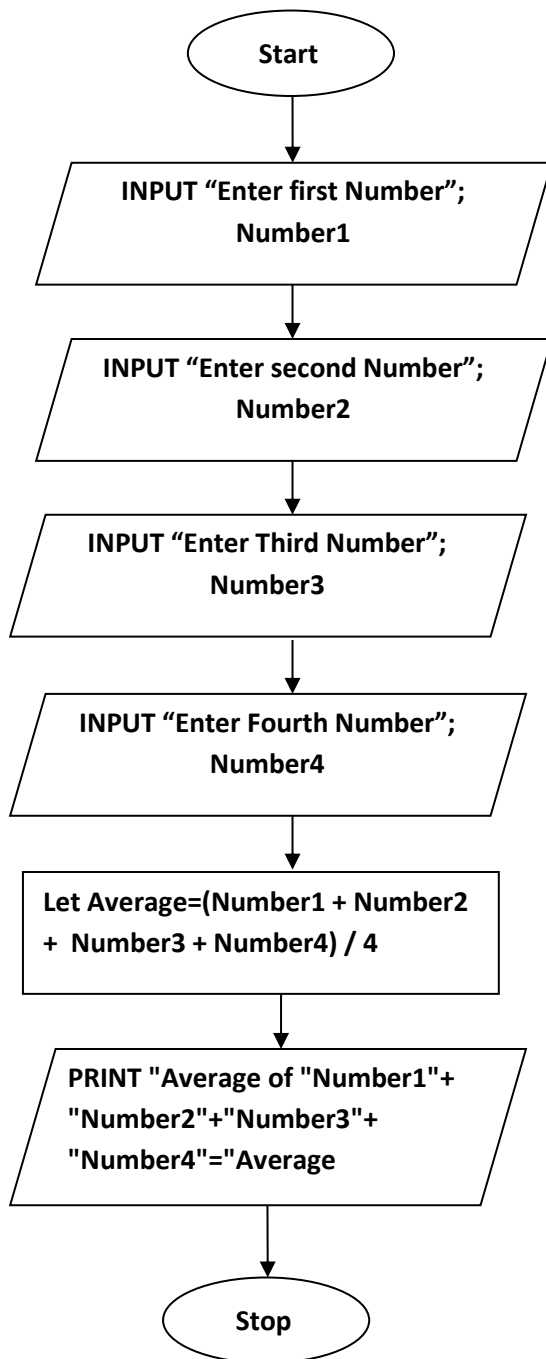 Start
INPUT “Enter first Number”;
Number1
INPUT “Enter second Number”;
Number2
INPUT “Enter Third Number”;
Number3
INPUT “Enter Fourth Number”;
Number4
Let Average=(Number1 + Number2
+ Number3 + Number4) / 4
PRINT "Average of "Number1"+
"Number2"+"Number3"+
"Number4"="Average
Stop